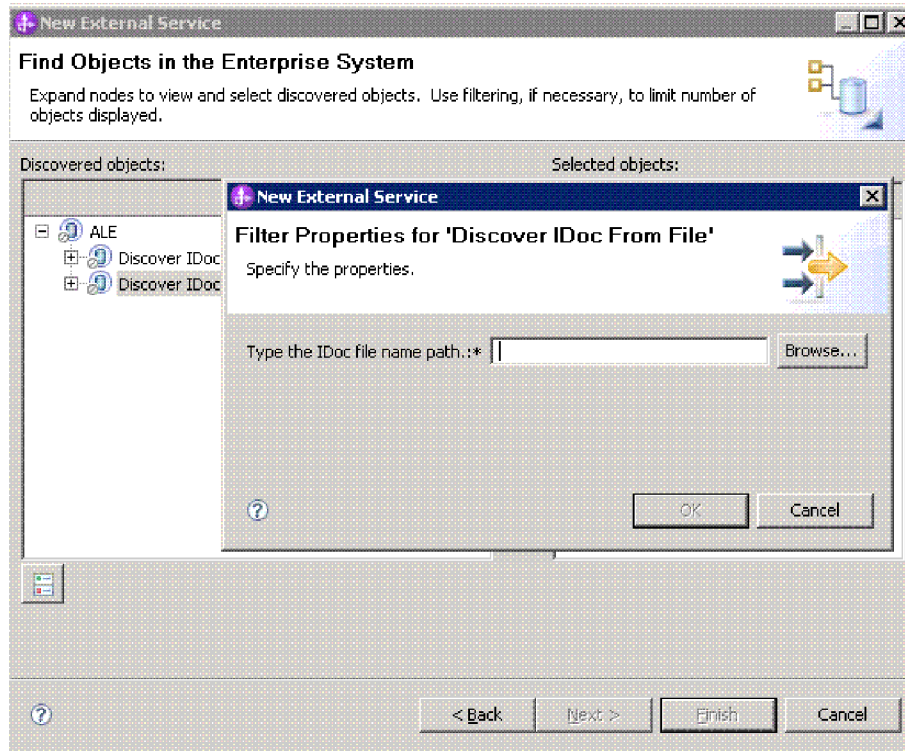 New External Service
Find Objects in the Enterprise System
Expand nodes to view and select discovered objects. Use filtering, if necessary, to limit number of
objects displayed.
Discovered objects:
Selected objects:
ALE
Discover IDoc
Discover IDoc
New External Service
Filter Properties for 'Discover IDoc From File'
Specify the properties.
Type the IDoc file name path.:*
Browse...
OK
Cancel
< Back
Next >
Finish
Cancel